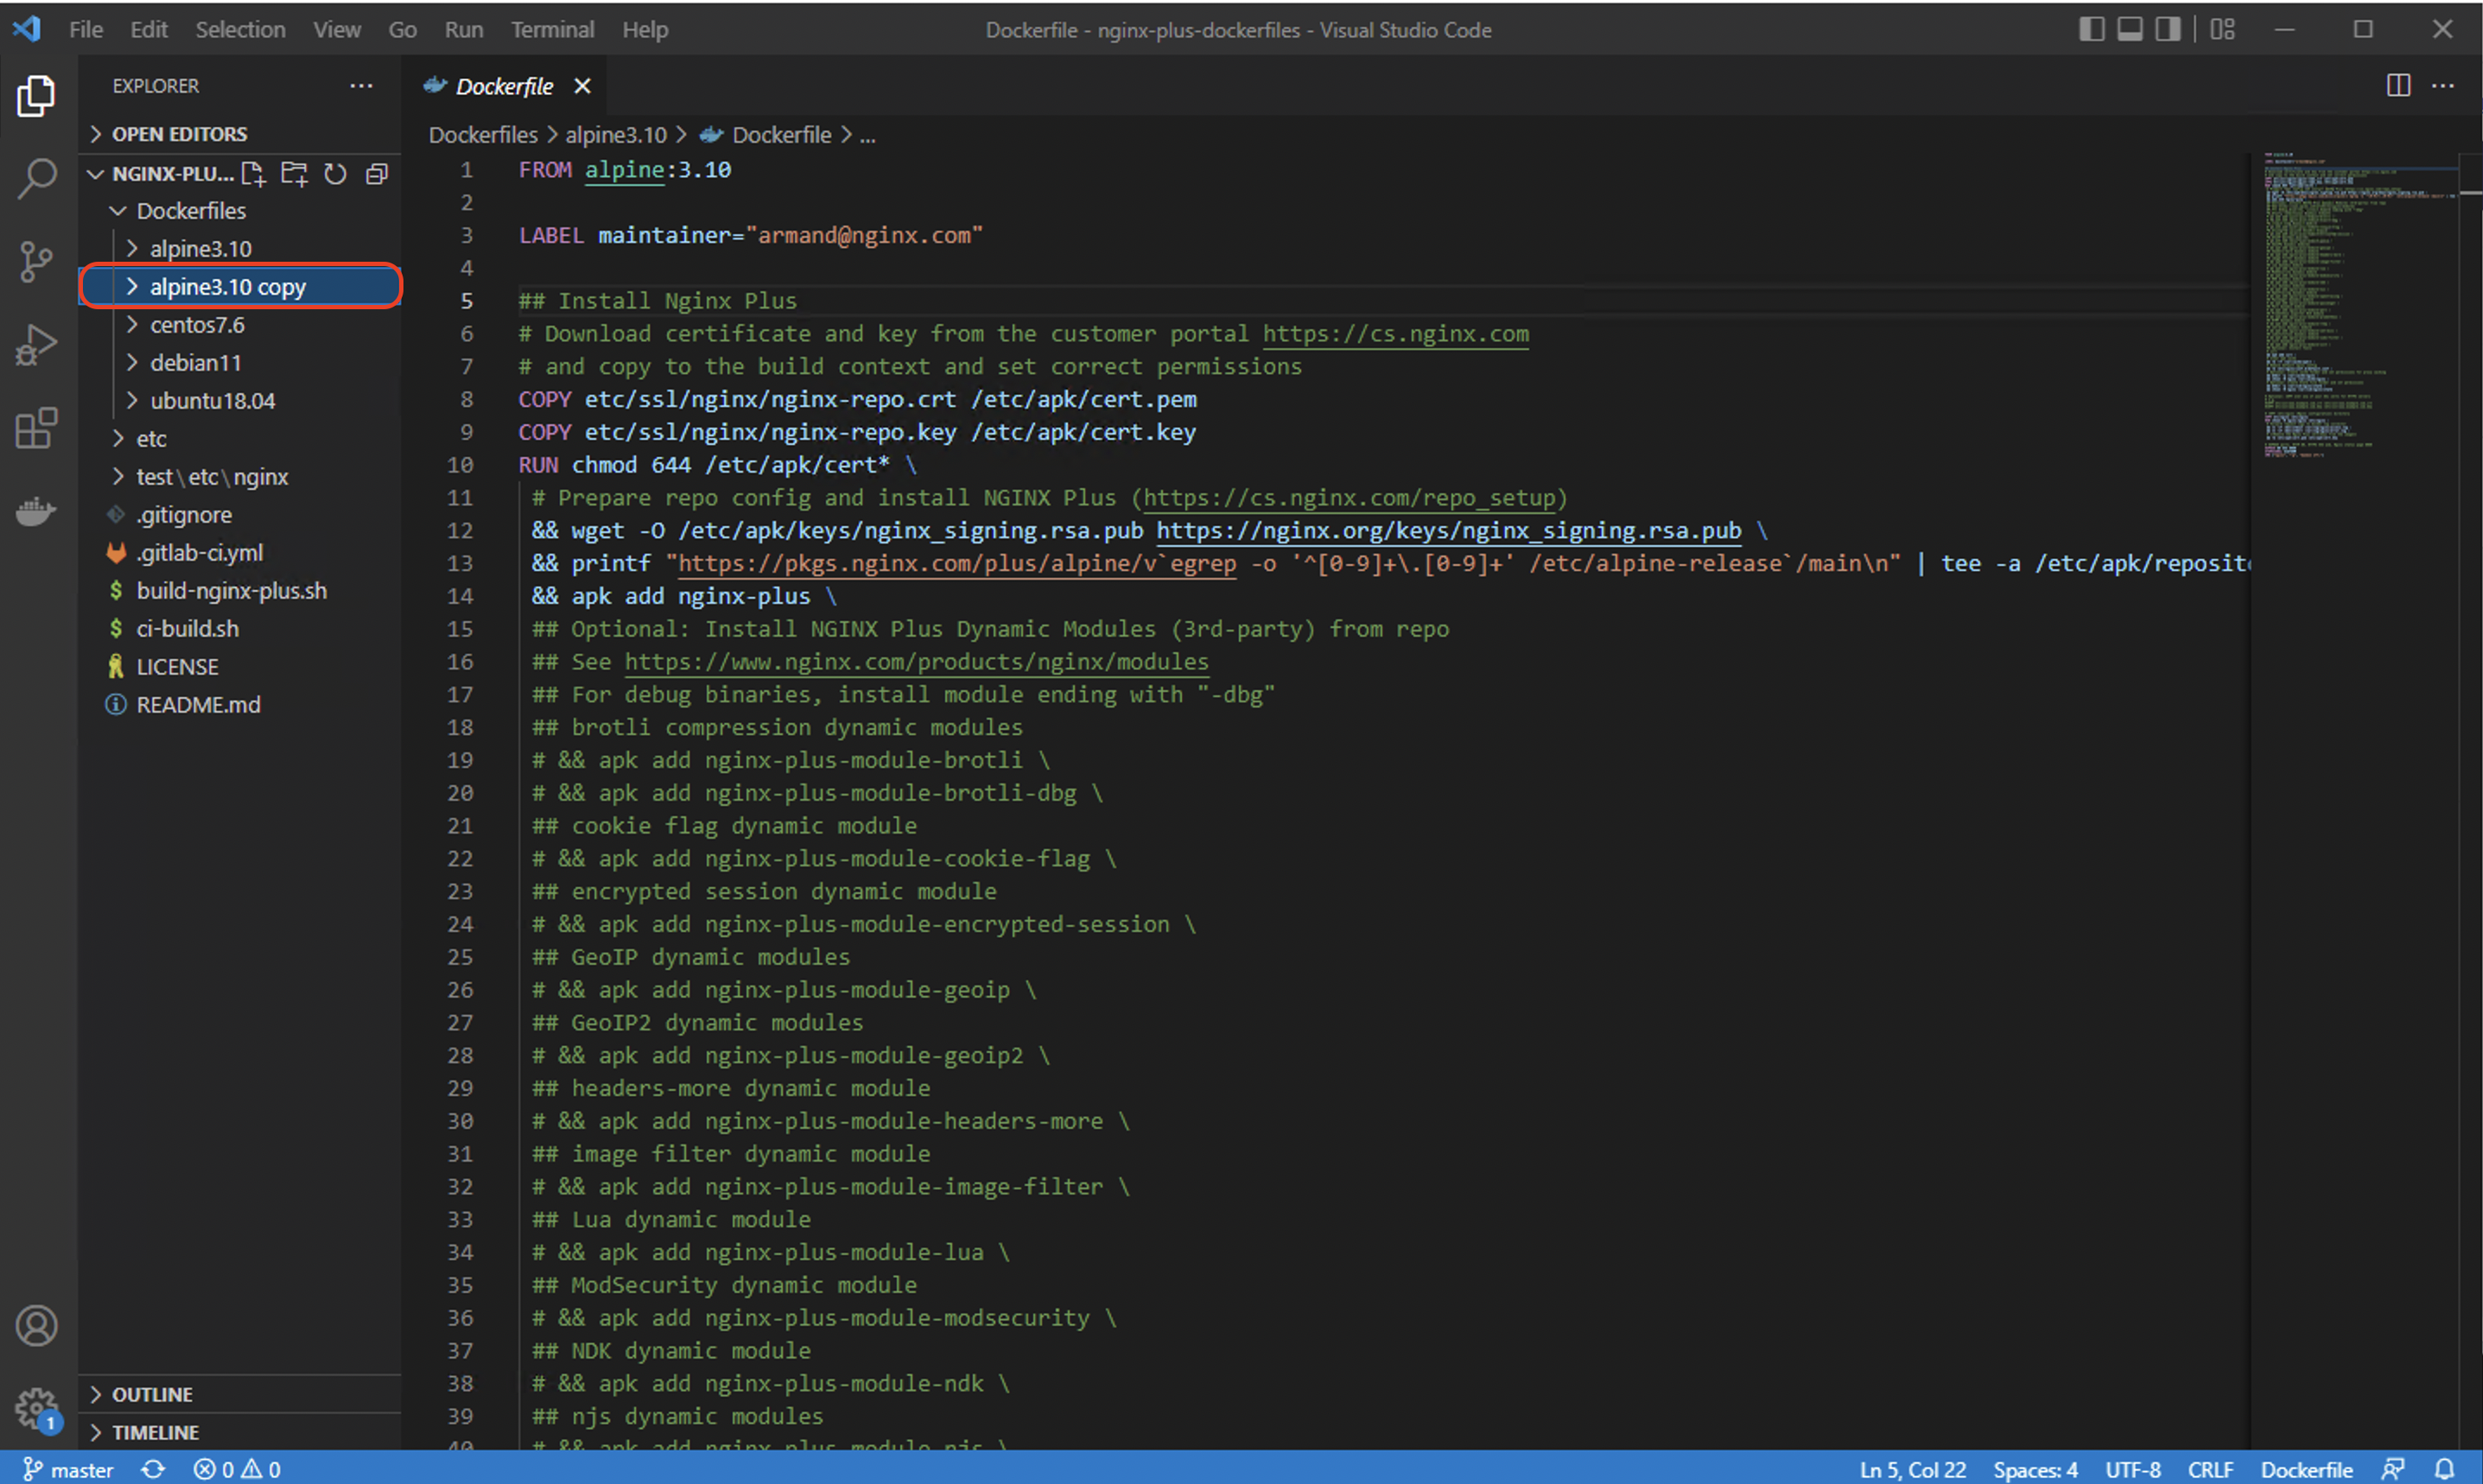 File Edit Selection View Go Run Terminal Help
Dockerfile - nginx-plus-dockerfiles - Visual Studio Code
EXPLORER
OPEN EDITORS
NGINX-PLU...
Dockerfiles
alpine3.10
alpine3.10 copy
centos7.6
debian11
ubuntu18.04
etc
test\etc\nginx
.gitignore
.gitlab-ci.yml
$ build-nginx-plus.sh
$ ci-build.sh
LICENSE
README.md
OUTLINE
TIMELINE
1
Dockerfile
Dockerfiles > alpine3.10 > Dockerfile > ...
1 FROM alpine:3.10
2
3 LABEL maintainer="armand@nginx.com"
4
5 ## Install Nginx Plus
6 # Download certificate and key from the customer portal https://cs.nginx.com
7 # and copy to the build context and set correct permissions
8 COPY etc/ssl/nginx/nginx-repo.crt /etc/apk/cert.pem
9 COPY etc/ssl/nginx/nginx-repo.key /etc/apk/cert.key
10 RUN chmod 644 /etc/apk/cert* \
11 # Prepare repo config and install NGINX Plus (https://cs.nginx.com/repo_setup)
12 && wget -O /etc/apk/keys/nginx_signing.rsa.pub https://nginx.org/keys/nginx_signing.rsa.pub \
13 && printf "https://pkgs.nginx.com/plus/alpine/v`egrep -o '^[0-9]+\.[0-9]+' /etc/alpine-release`/main\n" | tee -a /etc/apk/reposit
14 && apk add nginx-plus \
15 ## Optional: Install NGINX Plus Dynamic Modules (3rd-party) from repo
16 ## See https://www.nginx.com/products/nginx/modules
17 ## For debug binaries, install module ending with "-dbg"
18 ## brotli compression dynamic modules
19 # && apk add nginx-plus-module-brotli \
20 # && apk add nginx-plus-module-brotli-dbg \
21 ## cookie flag dynamic module
22 # && apk add nginx-plus-module-cookie-flag \
23 ## encrypted session dynamic module
24 # && apk add nginx-plus-module-encrypted-session \
25 ## GeoIP dynamic modules
26 # && apk add nginx-plus-module-geoip \
27 ## GeoIP2 dynamic modules
28 # && apk add nginx-plus-module-geoip2 \
29 ## headers-more dynamic module
30 # && apk add nginx-plus-module-headers-more \
31 ## image filter dynamic module
32 # && apk add nginx-plus-module-image-filter \
33 ## Lua dynamic module
34 # && apk add nginx-plus-module-lua \
35 ## ModSecurity dynamic module
36 # && apk add nginx-plus-module-modsecurity \
37 ## NDK dynamic module
38 # && apk add nginx-plus-module-ndk \
39 ## njs dynamic modules
40 # && apk add nginx-plus-module-njs \
master 0 0 Ln 5, Col 22 Spaces: 4 UTF-8 CRLF Dockerfile